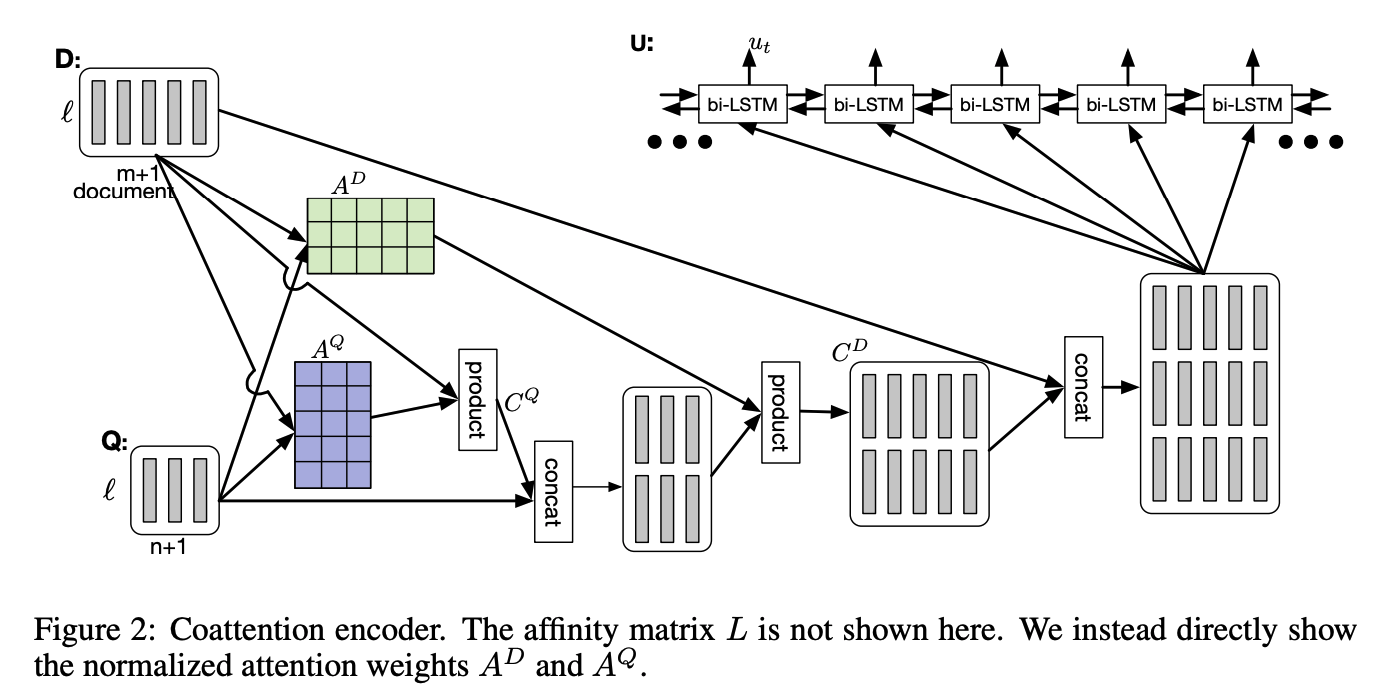 D:
U:
u_t
ℓ
bi-LSTM bi-LSTM bi-LSTM bi-LSTM bi-LSTM
m+1
document
A^D
A^Q
product
C^Q
product
C^D
concat
Q:
ℓ
concat
n+1
Figure 2: Coattention encoder. The affinity matrix L is not shown here. We instead directly show
the normalized attention weights A^D and A^Q.